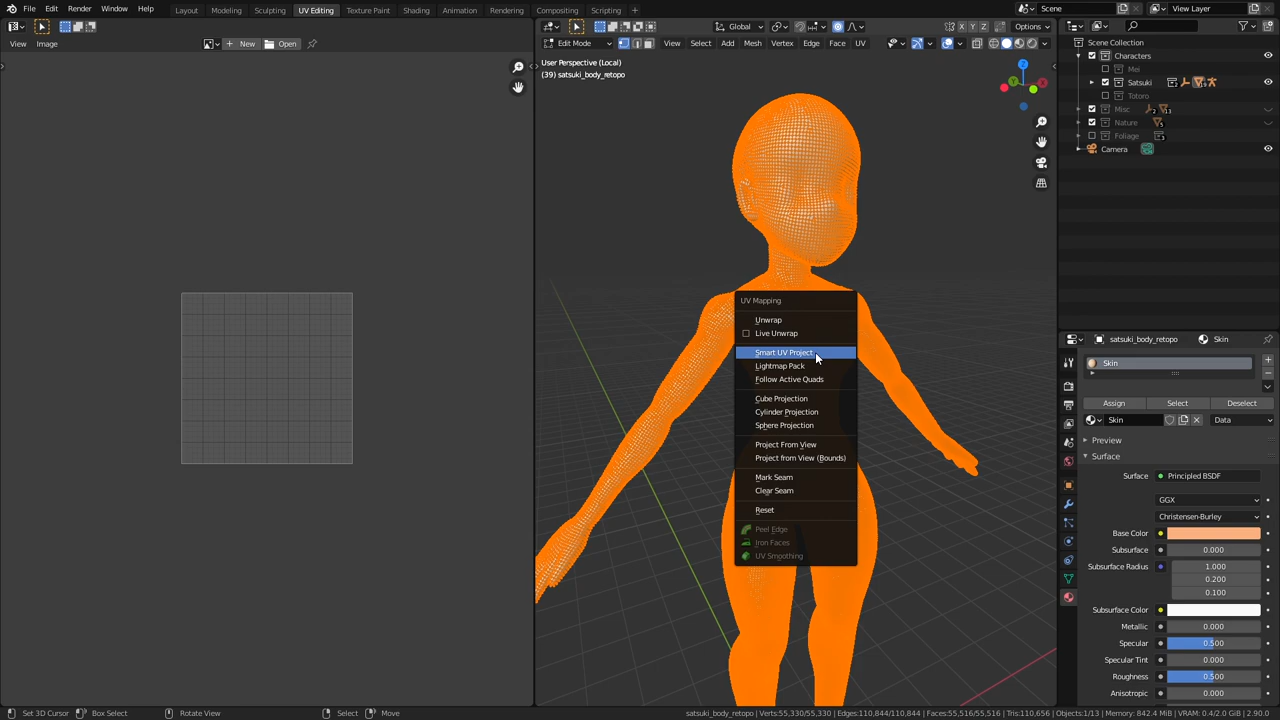 File Edit Render Window Help
Layout Modeling Sculpting UV Editing Texture Paint Shading Animation Rendering Compositing Scripting +
Scene
View Layer
View Image
New
Open
Global
Options
Edit Mode
View Select Add Mesh Vertex Edge Face UV
User Perspective (Local)
(39) satsuki_body_retopo
Z
Y
X
UV Mapping
Unwrap
Live Unwrap
Smart UV Project
Lightmap Pack
Follow Active Quads
Cube Projection
Cylinder Projection
Sphere Projection
Project From View
Project from View (Bounds)
Mark Seam
Clear Seam
Reset
Peel Edge
Iron Faces
UV Smoothing
Scene Collection
Characters
Mei
Satsuki
Totoro
Misc
Nature
Foliage
Camera
satsuki_body_retopo
Skin
Skin
Assign Select Deselect
Skin
Data
Preview
Surface
Surface Principled BSDF
GGX
Christensen-Burley
Base Color
Subsurface 0.000
Subsurface Radius 1.000
0.200
0.100
Subsurface Color
Metallic 0.000
Specular 0.500
Specular Tint 0.000
Roughness 0.500
Anisotropic 0.000
Set 3D Cursor Box Select Rotate View Select Move
satsuki_body_retopo | Verts:55,330/55,330 | Edges:110,844/110,844 | Faces:55,516/55,516 | Tris:110,656 | Objects:1/13 | Memory: 842.4 MiB | VRAM: 0.4/2.0 GiB | 2.90.0